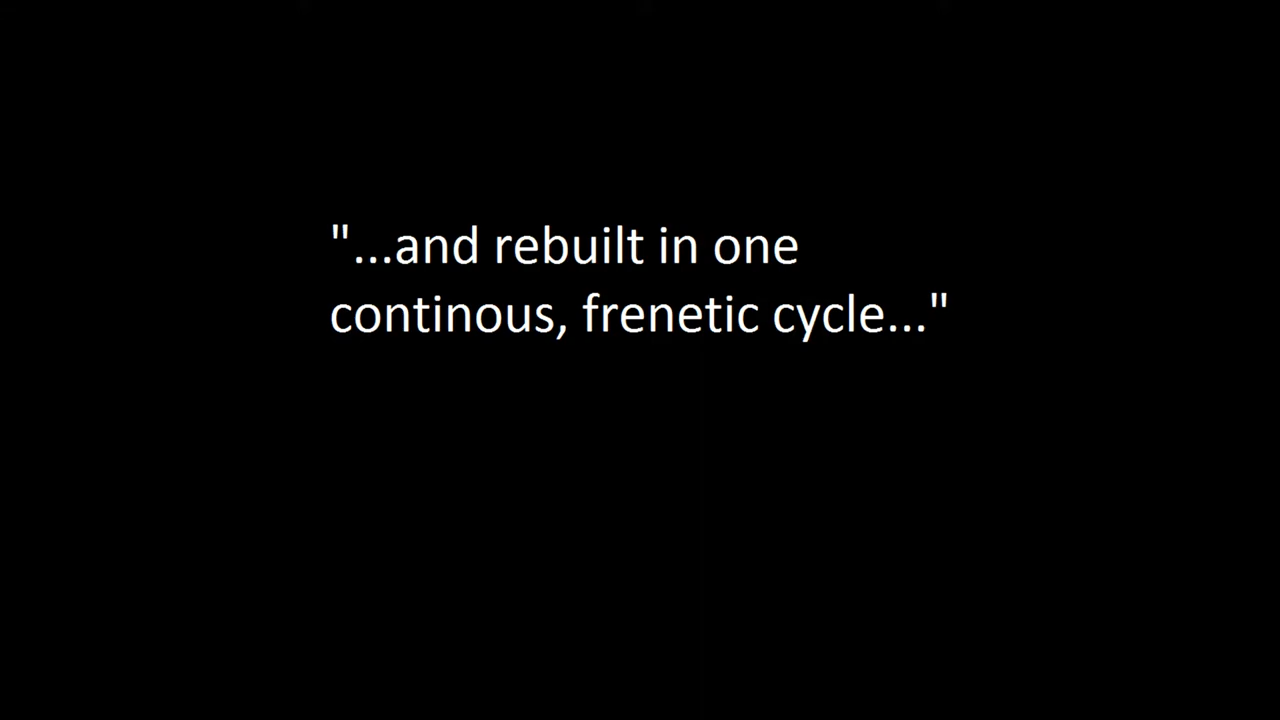 "...and rebuilt in one
continous, frenetic cycle..."